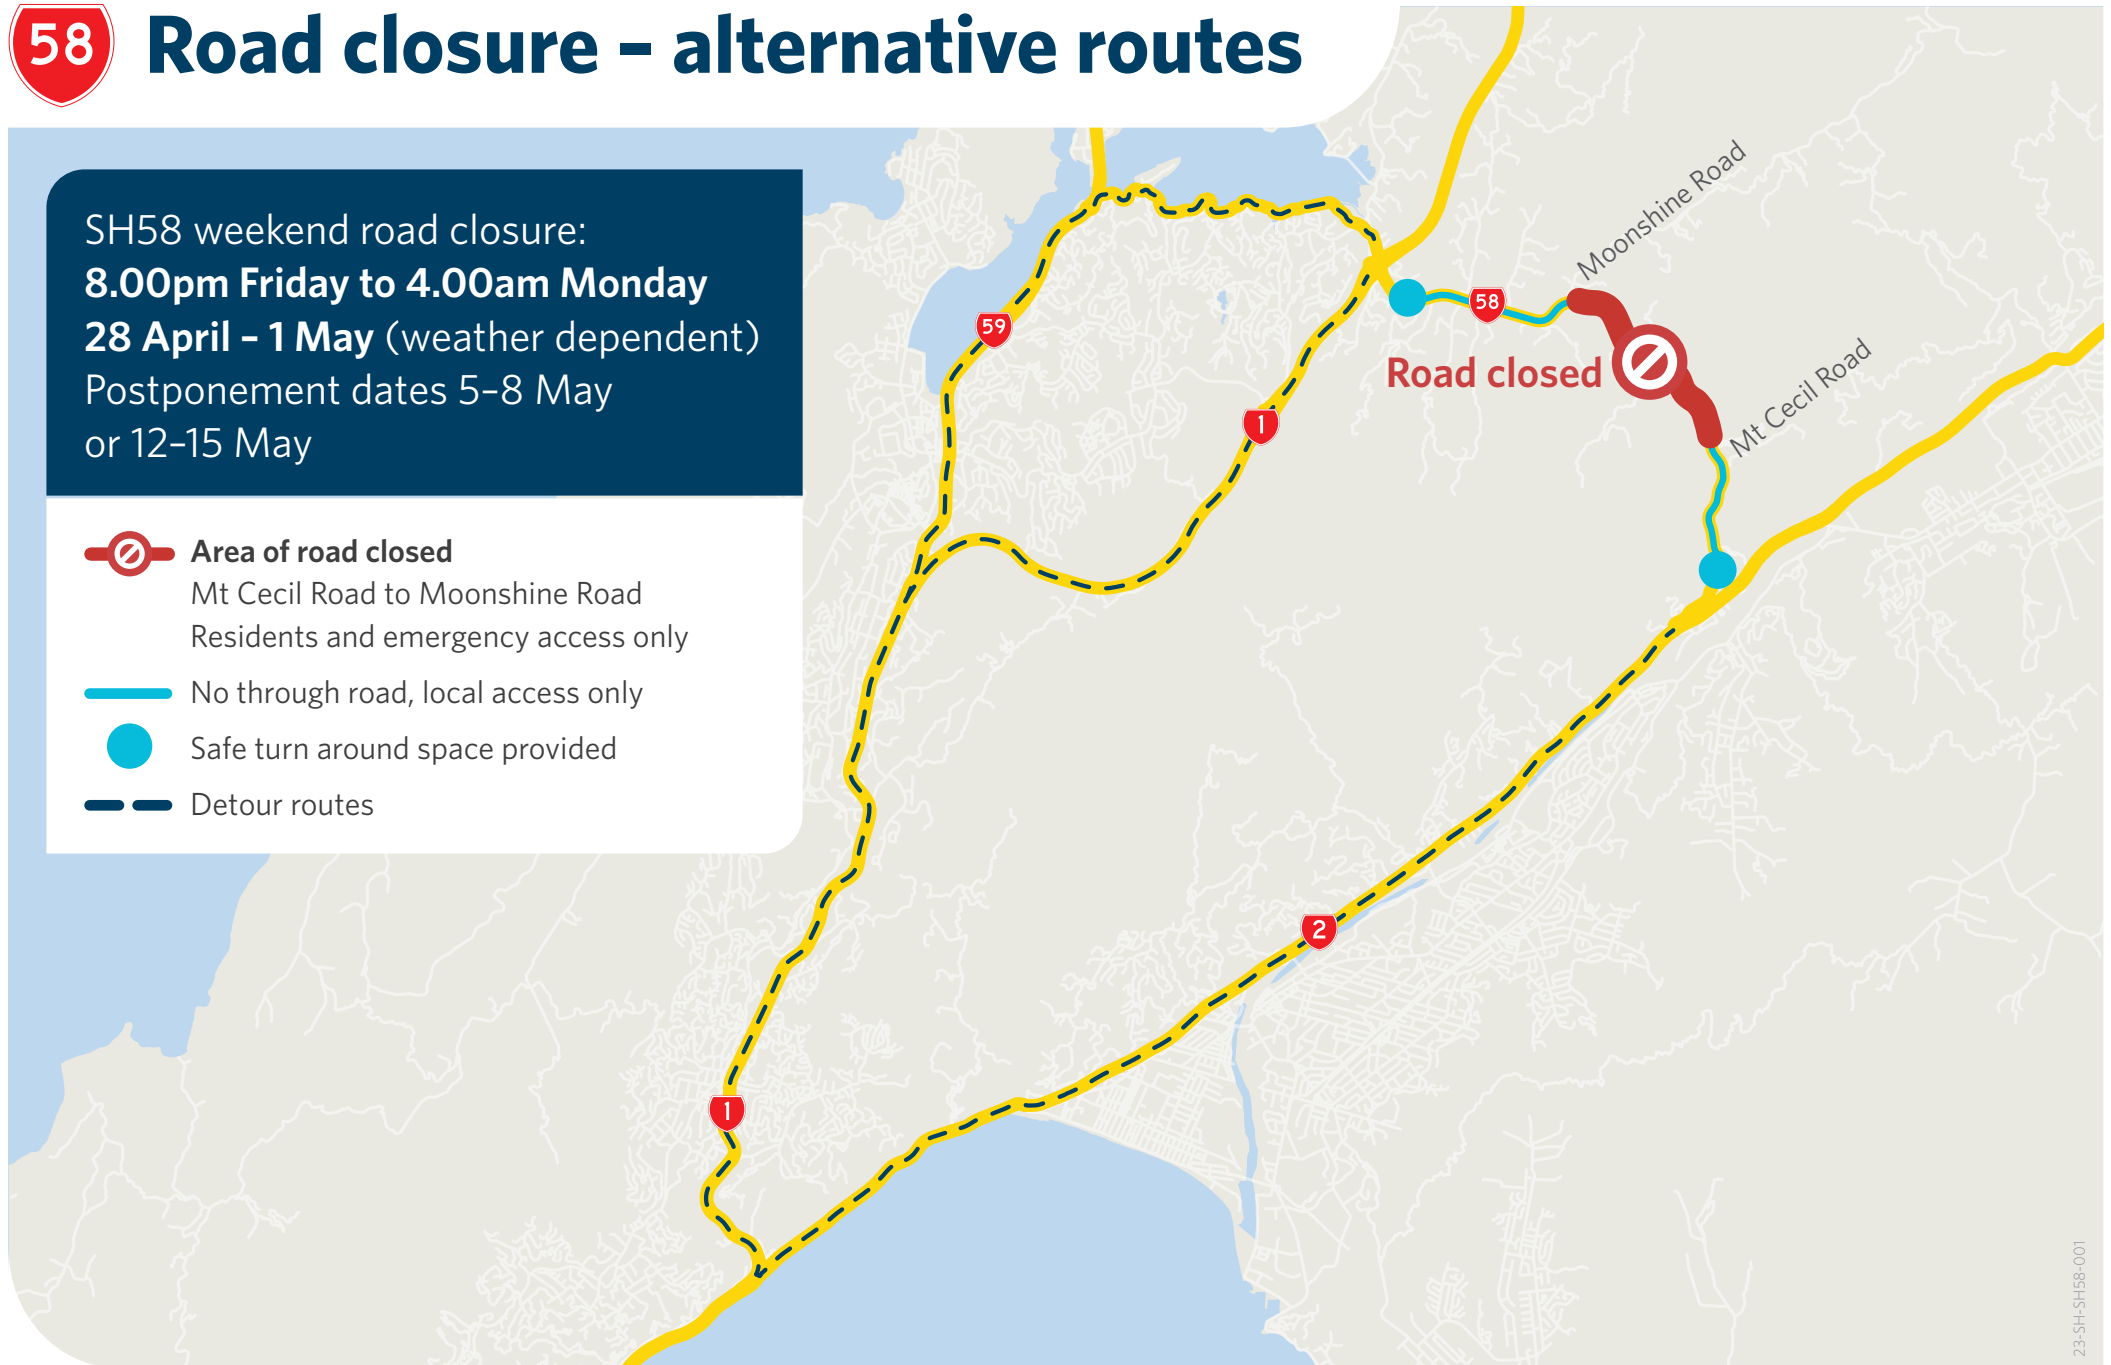 58 Road closure – alternative routes
SH58 weekend road closure:
8.00pm Friday to 4.00am Monday
28 April – 1 May (weather dependent)
Postponement dates 5–8 May
or 12–15 May
Area of road closed
Mt Cecil Road to Moonshine Road
Residents and emergency access only
No through road, local access only
Safe turn around space provided
Detour routes
Moonshine Road
58
59
Road closed
Mt Cecil Road
1
2
1
23-SH-SH58-001